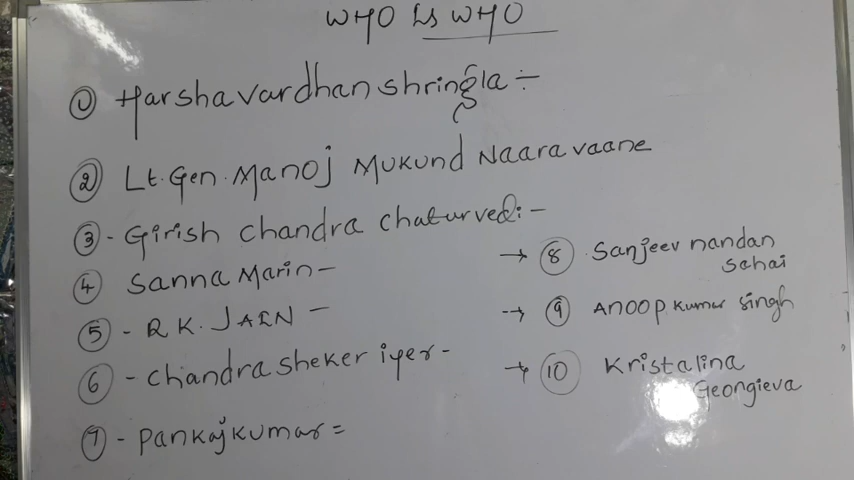 WHO IS WHO
① Harshavardhan shringla :-
② Lt. Gen. Manoj Mukund Naaravaane
③ - Girish chandra chaturvedi -
④ Sanna Marin -
⑤ - R.K. JAIN -
⑥ - Chandrasheker iyer -
⑦ - Pankajkumar =
→ ⑧ Sanjeev nandan
Sahai
→ ⑨ Anoop Kumar Singh
→ ⑩ Kristalina
Georgieva